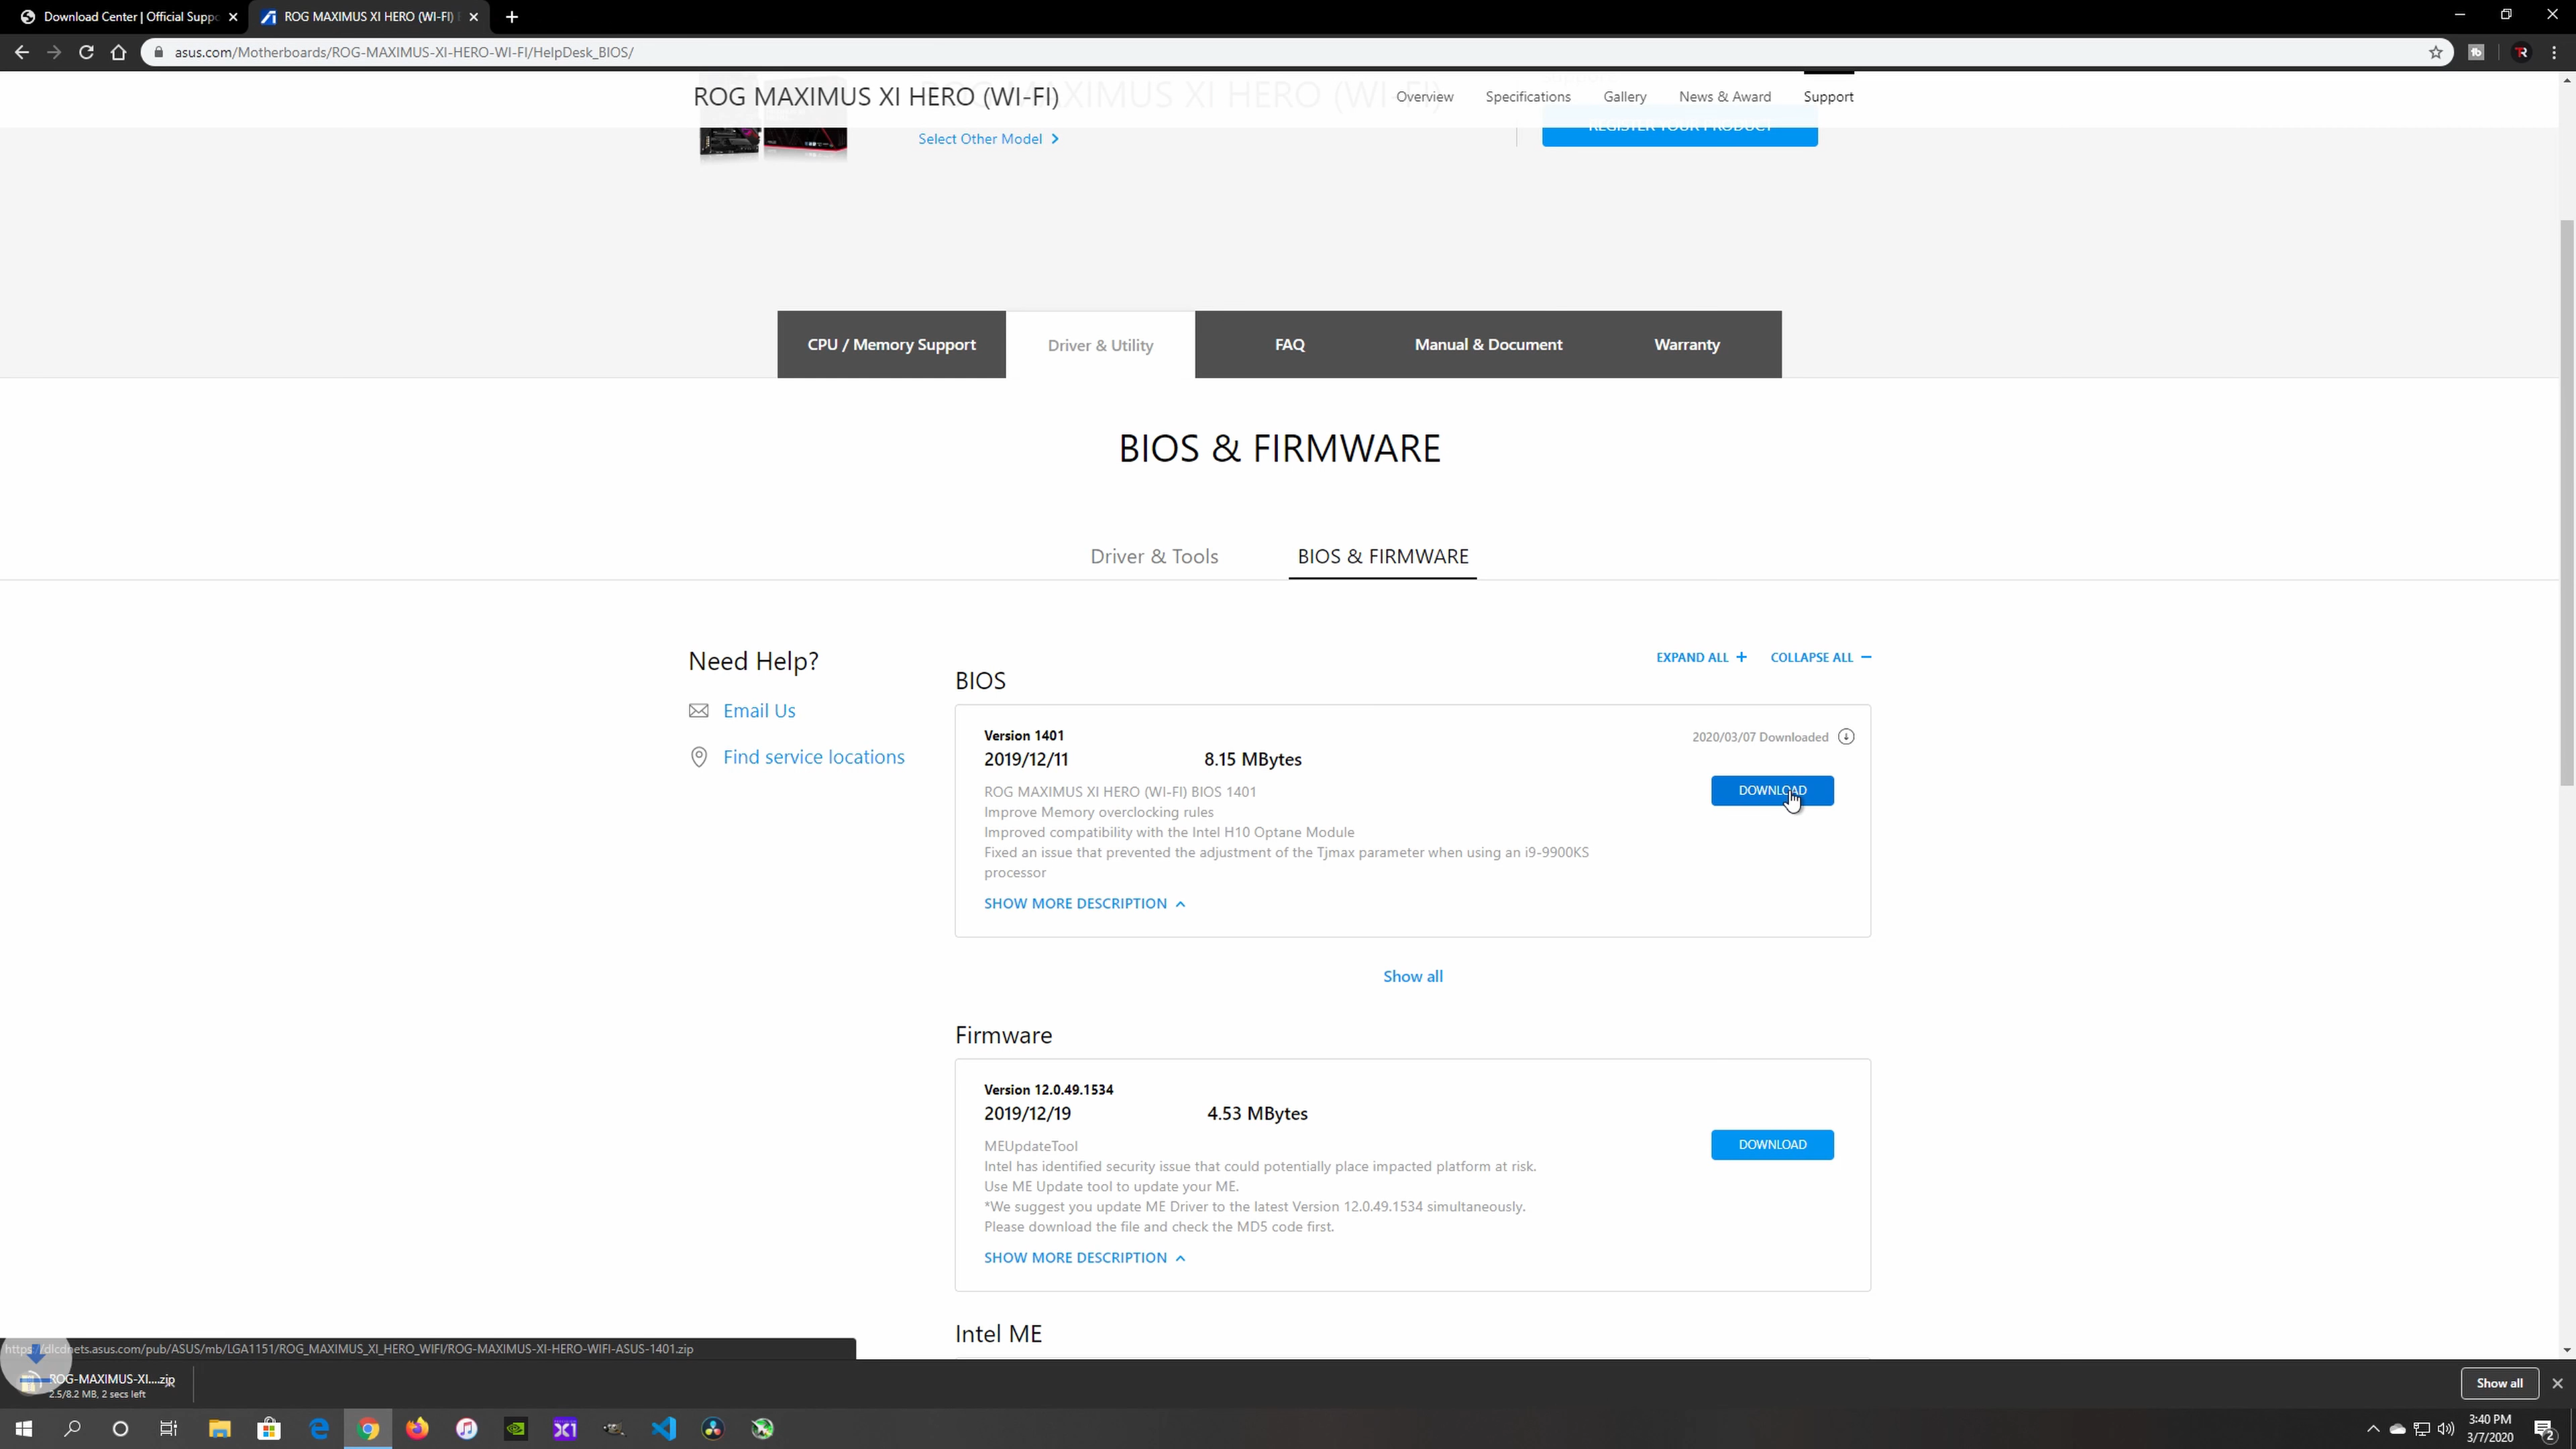 Download Center | Official Suppo
ROG MAXIMUS XI HERO (WI-FI)
asus.com/Motherboards/ROG-MAXIMUS-XI-HERO-WI-FI/HelpDesk_BIOS/
ROG MAXIMUS XI HERO (WI-FI)
Overview
Specifications
Gallery
News & Award
Support
Select Other Model
REGISTER YOUR PRODUCT
CPU / Memory Support
Driver & Utility
FAQ
Manual & Document
Warranty
BIOS & FIRMWARE
Driver & Tools
BIOS & FIRMWARE
Need Help?
Email Us
Find service locations
EXPAND ALL +
COLLAPSE ALL −
BIOS
Version 1401
2020/03/07 Downloaded
2019/12/11
8.15 MBytes
DOWNLOAD
ROG MAXIMUS XI HERO (WI-FI) BIOS 1401
Improve Memory overclocking rules
Improved compatibility with the Intel H10 Optane Module
Fixed an issue that prevented the adjustment of the Tjmax parameter when using an i9-9900KS
processor
SHOW MORE DESCRIPTION
Show all
Firmware
Version 12.0.49.1534
2019/12/19
4.53 MBytes
DOWNLOAD
MEUpdateTool
Intel has identified security issue that could potentially place impacted platform at risk.
Use ME Update tool to update your ME.
*We suggest you update ME Driver to the latest Version 12.0.49.1534 simultaneously.
Please download the file and check the MD5 code first.
SHOW MORE DESCRIPTION
Intel ME
https://dlcdnets.asus.com/pub/ASUS/mb/LGA1151/ROG_MAXIMUS_XI_HERO_WIFI/ROG-MAXIMUS-XI-HERO-WIFI-ASUS-1401.zip
ROG-MAXIMUS-XI....zip
2.5/8.2 MB, 2 secs left
Show all
3:40 PM
3/7/2020
2